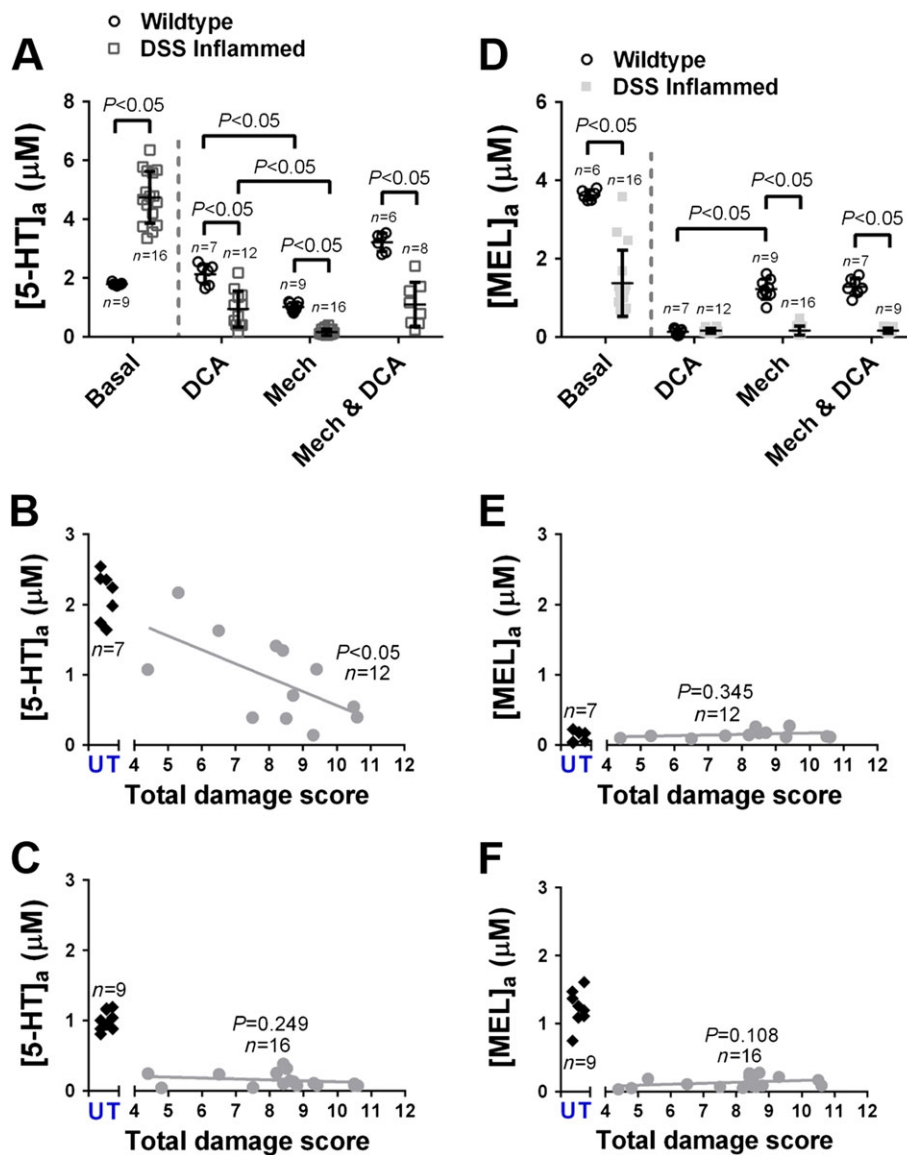 A
Wildtype
DSS Inflammed
[5-HT]a (μM)
8
6
4
2
0
P<0.05
P<0.05
P<0.05
P<0.05
P<0.05
P<0.05
n=9
n=16
n=7
n=12
n=9
n=16
n=6
n=8
Basal
DCA
Mech
Mech & DCA
D
Wildtype
DSS Inflammed
[MEL]a (μM)
6
4
2
0
P<0.05
P<0.05
P<0.05
P<0.05
n=6
n=16
n=7
n=12
n=9
n=16
n=7
n=9
Basal
DCA
Mech
Mech & DCA
B
[5-HT]a (μM)
3
2
1
0
n=7
P<0.05
n=12
UT
4 5 6 7 8 9 10 11 12
Total damage score
E
[MEL]a (μM)
3
2
1
0
n=7
P=0.345
n=12
UT
4 5 6 7 8 9 10 11 12
Total damage score
C
[5-HT]a (μM)
3
2
1
0
n=9
P=0.249
n=16
UT
4 5 6 7 8 9 10 11 12
Total damage score
F
[MEL]a (μM)
3
2
1
0
n=9
P=0.108
n=16
UT
4 5 6 7 8 9 10 11 12
Total damage score